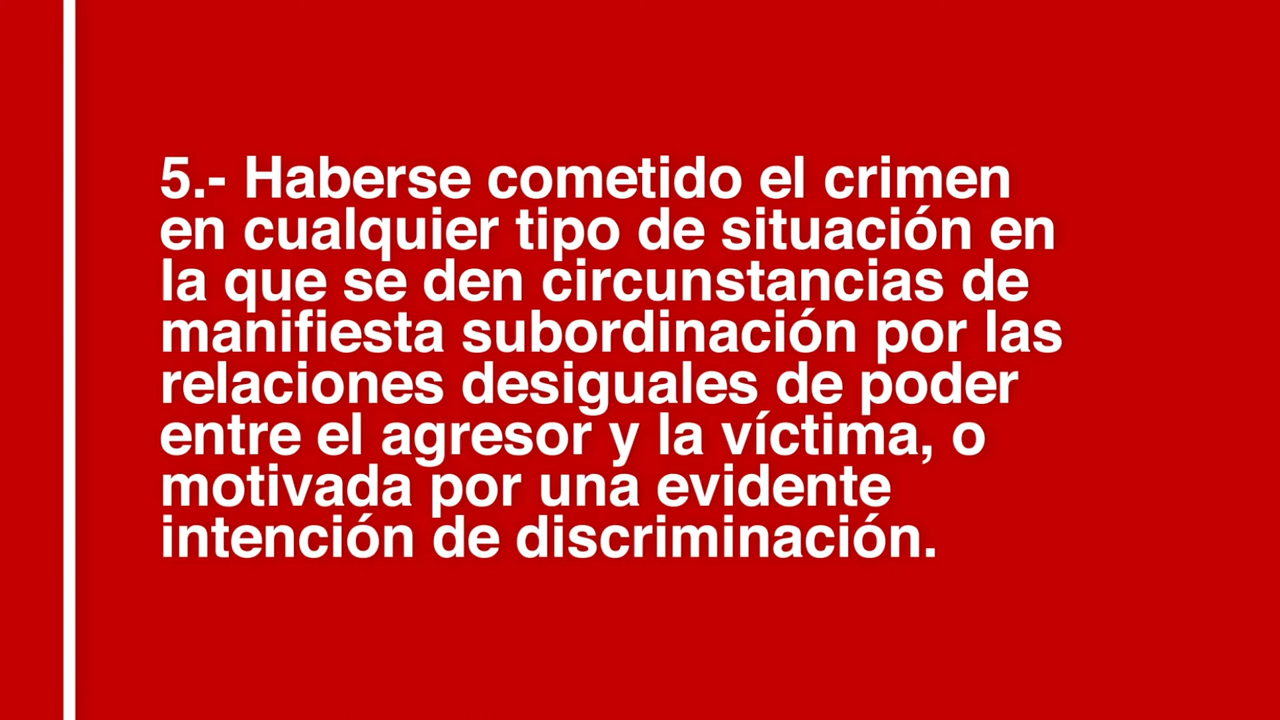 5.- Haberse cometido el crimen
en cualquier tipo de situación en
la que se den circunstancias de
manifiesta subordinación por las
relaciones desiguales de poder
entre el agresor y la víctima, o
motivada por una evidente
intención de discriminación.